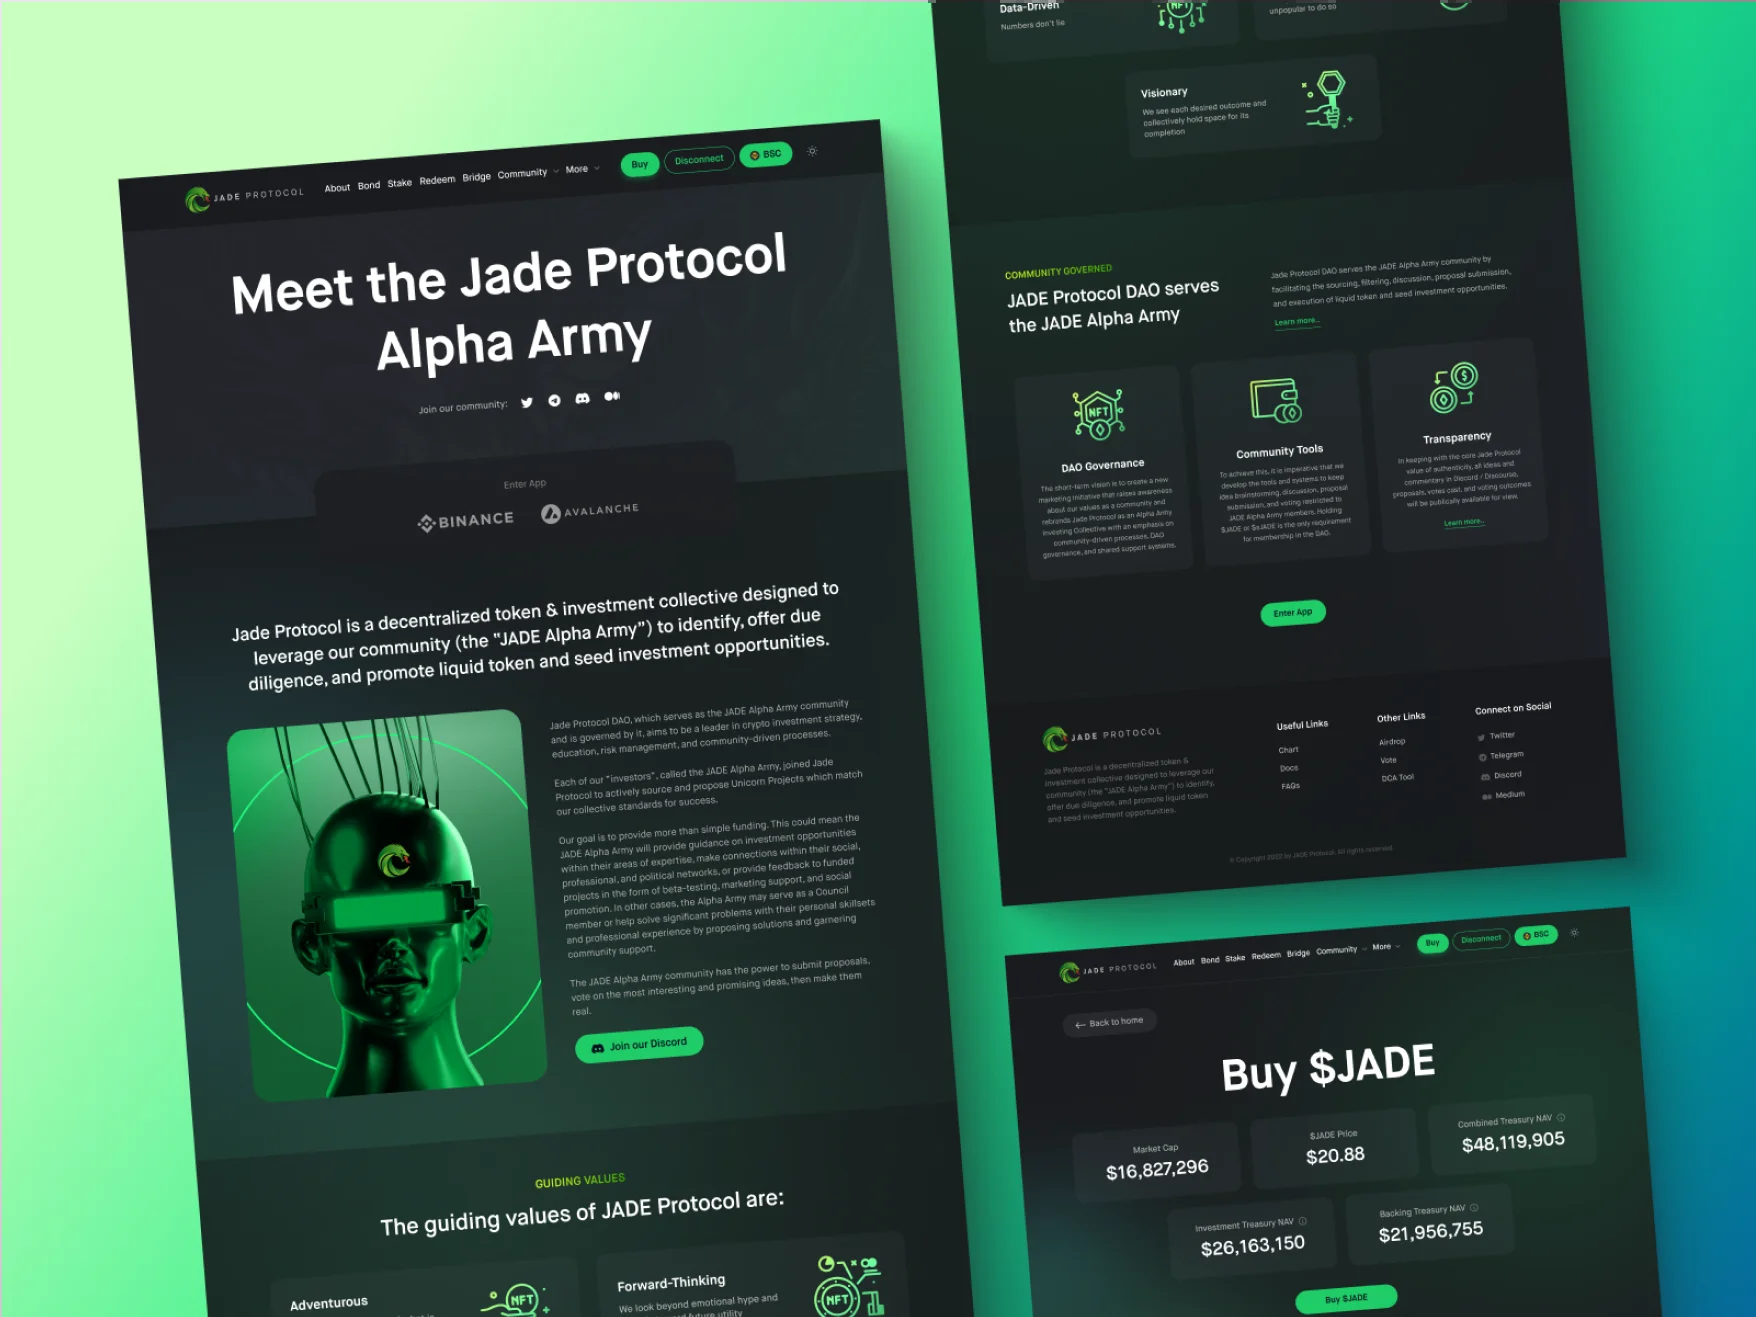 JADE PROTOCOL
About Bond Stake Redeem Bridge Community More
Buy
Disconnect
BSC
Meet the Jade Protocol
Alpha Army
Join our community:
Enter App
BINANCE
AVALANCHE
Jade Protocol is a decentralized token & investment collective designed to
leverage our community (the “JADE Alpha Army”) to identify, offer due
diligence, and promote liquid token and seed investment opportunities.
Jade Protocol DAO, which serves as the JADE Alpha Army community
and is governed by it, aims to be a leader in crypto investment strategy,
education, risk management, and community-driven processes.
Each of our "investors", called the JADE Alpha Army, joined Jade
Protocol to actively source and propose Unicorn Projects which match
our collective standards for success.
Our goal is to provide more than simple funding. This could mean the
JADE Alpha Army will provide guidance on investment opportunities
within their areas of expertise, make connections within their social,
professional, and political networks, or provide feedback to funded
projects in the form of beta-testing, marketing support, and social
promotion. In other cases, the Alpha Army may serve as a Council
member or help solve significant problems with their personal skillsets
and professional experience by proposing solutions and garnering
community support.
The JADE Alpha Army community has the power to submit proposals,
vote on the most interesting and promising ideas, then make them
real.
Join our Discord
GUIDING VALUES
The guiding values of JADE Protocol are:
Adventurous
NFT
Forward-Thinking
We look beyond emotional hype and
future utility
NFT
Data-Driven
Numbers don't lie
NFT
unpopular to do so
Visionary
We see each desired outcome and
collectively hold space for its
completion
COMMUNITY GOVERNED
JADE Protocol DAO serves
the JADE Alpha Army
Jade Protocol DAO serves the JADE Alpha Army community by
facilitating the sourcing, filtering, discussion, proposal submission,
and execution of liquid token and seed investment opportunities.
Learn more..
NFT
DAO Governance
The short-term vision is to create a new
marketing initiative that raises awareness
about our values as a community and
rebrands Jade Protocol as an Alpha Army
Investing Collective with an emphasis on
community-driven processes, DAO
governance, and shared support systems.
Community Tools
To achieve this, it is imperative that we
develop the tools and systems to keep
idea brainstorming, discussion, proposal
submission, and voting restricted to
JADE Alpha Army members. Holding
$JADE or $sJADE is the only requirement
for membership in the DAO.
$
Transparency
In keeping with the core Jade Protocol
value of authenticity, all ideas and
commentary in Discord / Discourse,
proposals, votes cast, and voting outcomes
will be publically available for view.
Learn more..
Enter App
JADE PROTOCOL
Jade Protocol is a decentralized token &
investment collective designed to leverage our
community (the "JADE Alpha Army") to identify,
offer due diligence, and promote liquid token
and seed investment opportunities.
Useful Links
Chart
Docs
FAQs
Other Links
Airdrop
Vote
DCA Tool
Connect on Social
Twitter
Telegram
Discord
Medium
© Copyright 2022 by JADE Protocol. All rights reserved.
JADE PROTOCOL
About Bond Stake Redeem Bridge Community More
Buy
Disconnect
BSC
← Back to home
Buy $JADE
Market Cap
$16,827,296
$JADE Price
$20.88
Combined Treasury NAV
$48,119,905
Investment Treasury NAV
$26,163,150
Backing Treasury NAV
$21,956,755
Buy $JADE